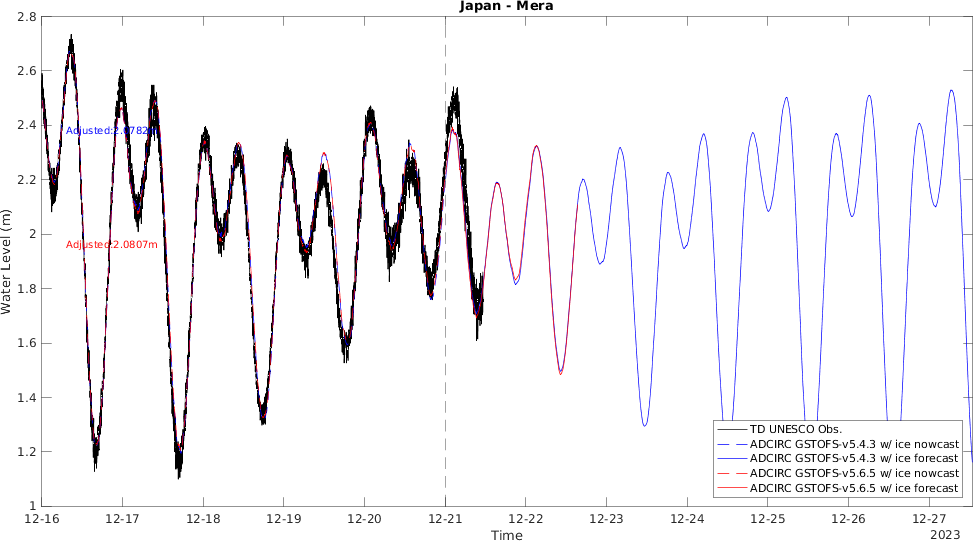 Japan - Mera
2.8
2.6
2.4
2.2
2
1.8
1.6
1.4
1.2
1
Water Level (m)
Adjusted:2.0782m
Adjusted:2.0807m
TD UNESCO Obs.
ADCIRC GSTOFS-v5.4.3 w/ ice nowcast
ADCIRC GSTOFS-v5.4.3 w/ ice forecast
ADCIRC GSTOFS-v5.6.5 w/ ice nowcast
ADCIRC GSTOFS-v5.6.5 w/ ice forecast
12-16 12-17 12-18 12-19 12-20 12-21 12-22 12-23 12-24 12-25 12-26 12-27
Time
2023